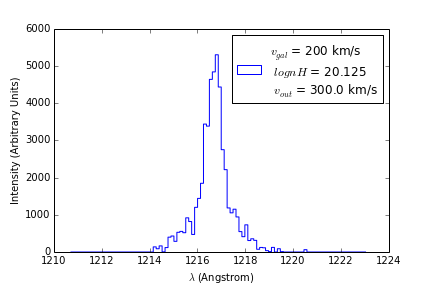 6000
5000
4000
3000
2000
1000
0
Intensity (Arbitrary Units)
v_gal = 200 km/s
lognH = 20.125
v_out = 300.0 km/s
1210 1212 1214 1216 1218 1220 1222 1224
λ (Angstrom)